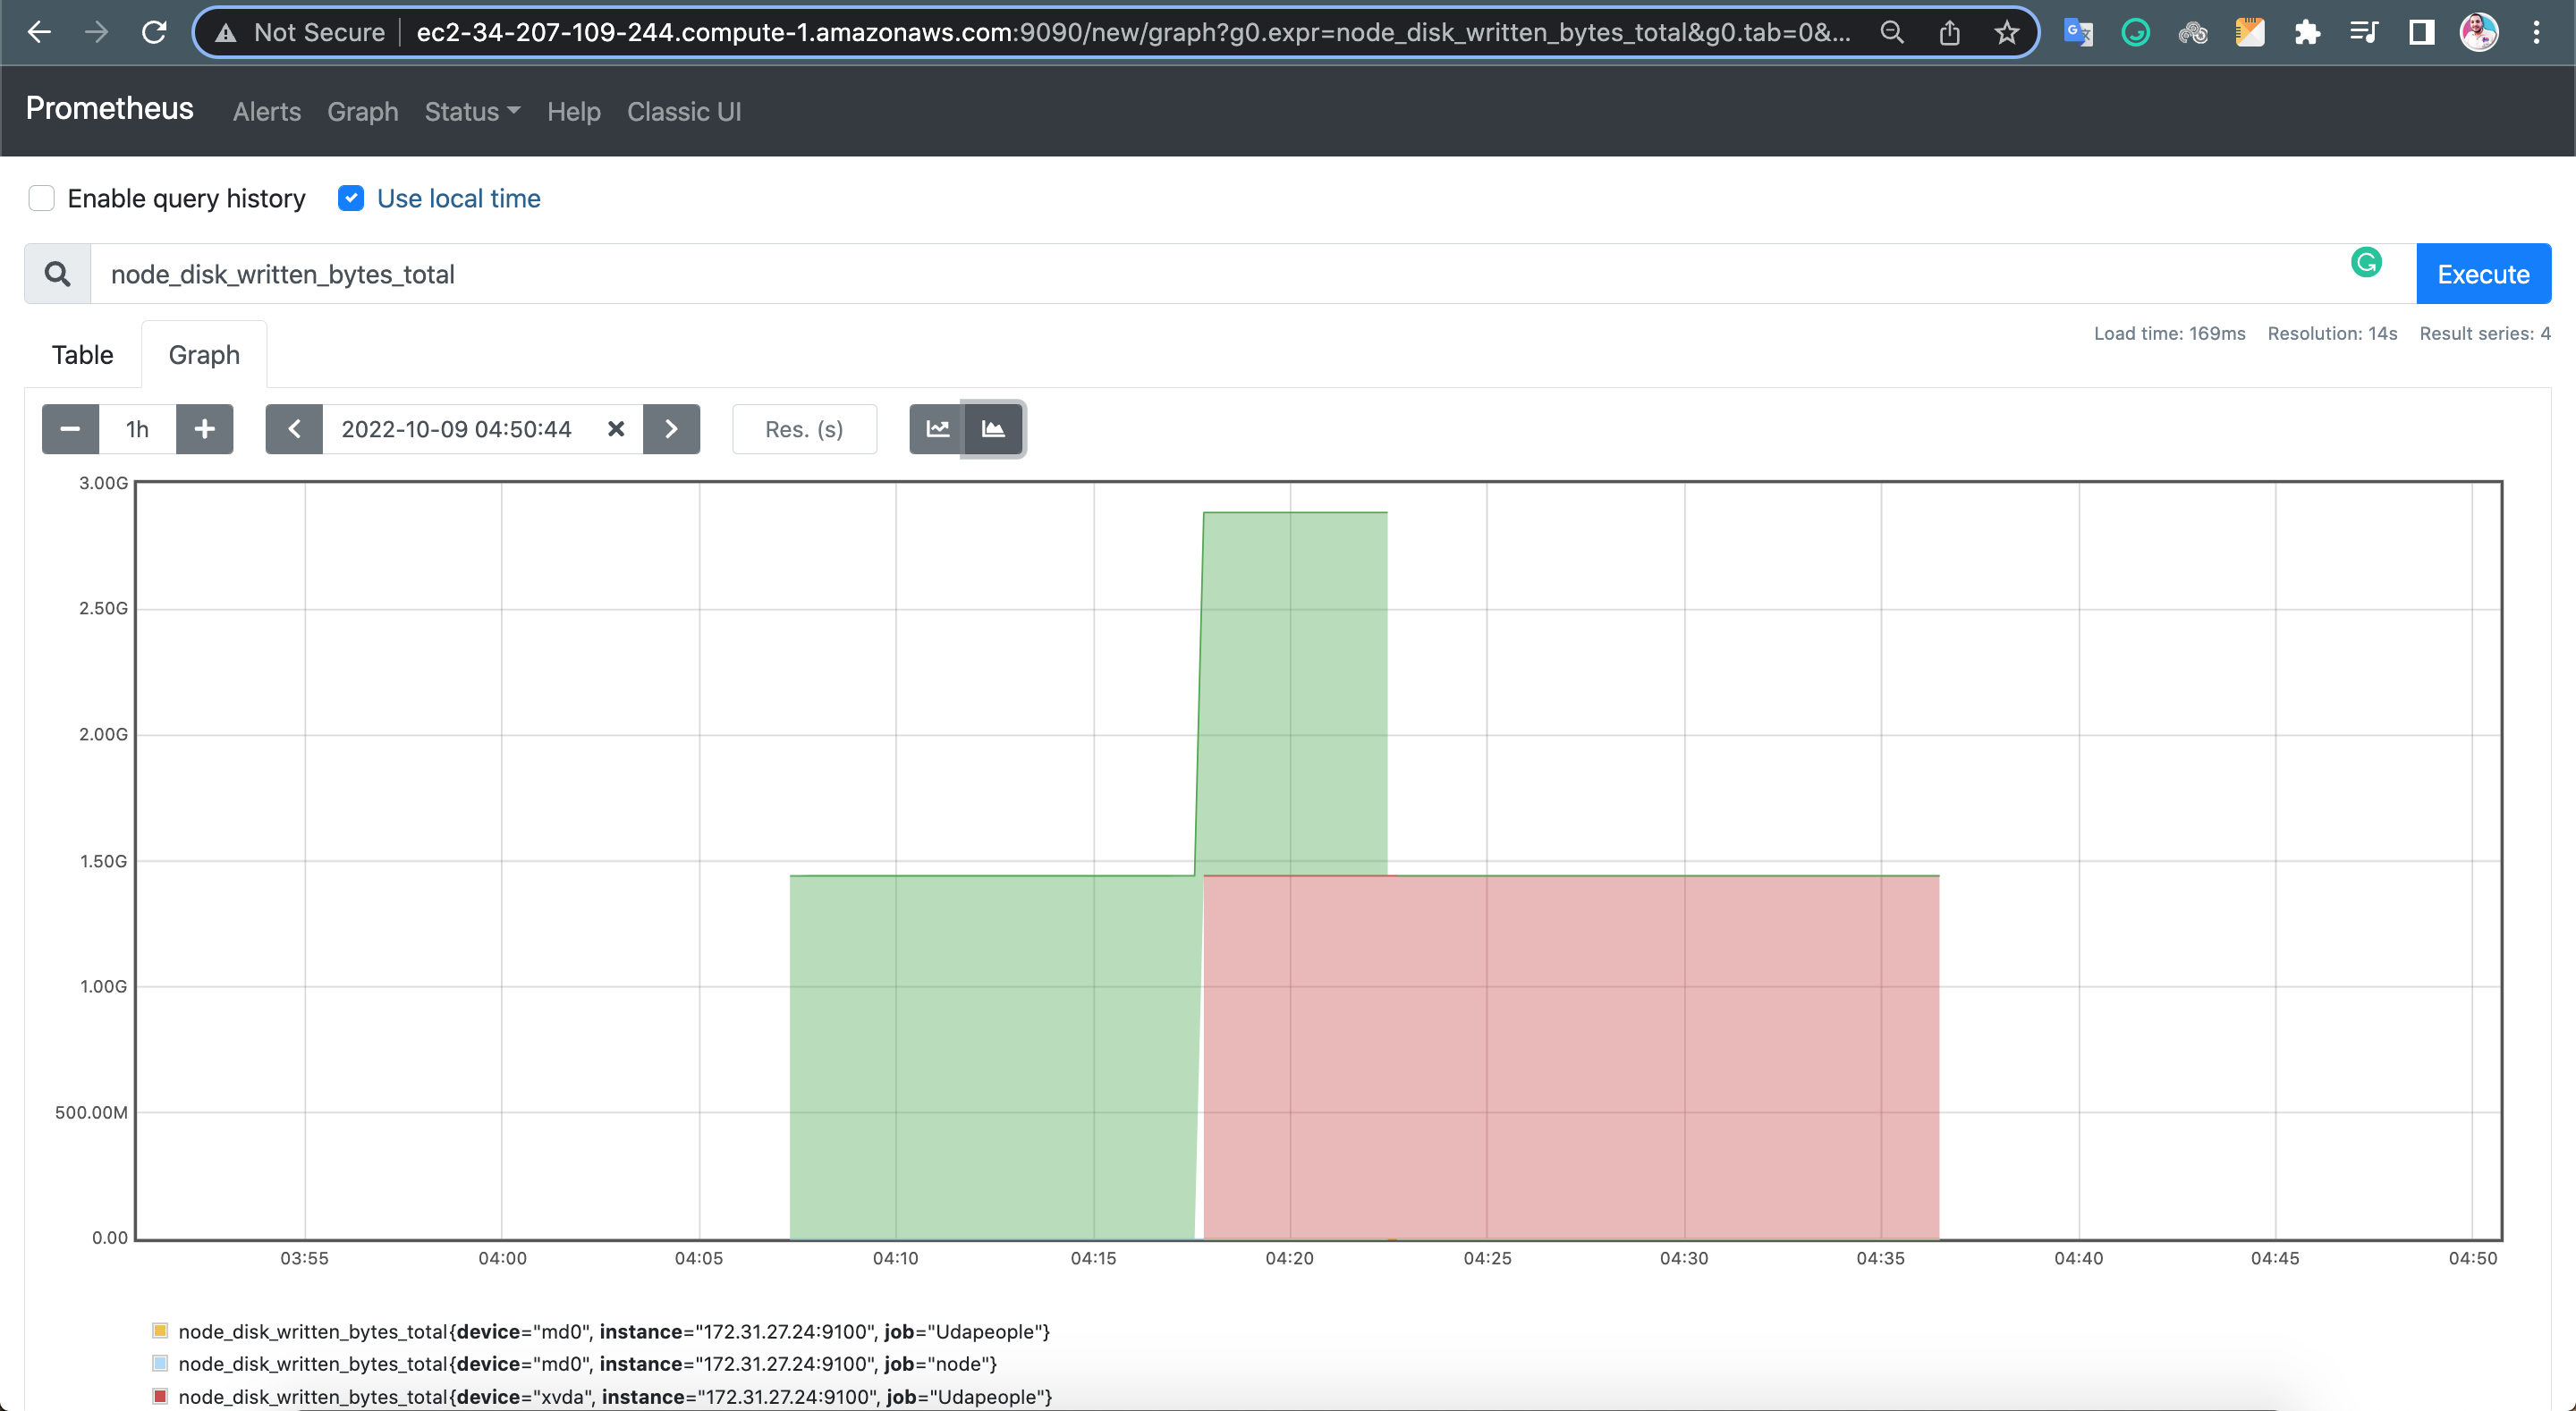 Not Secure ec2-34-207-109-244.compute-1.amazonaws.com:9090/new/graph?g0.expr=node_disk_written_bytes_total&g0.tab=0&...
Prometheus Alerts Graph Status Help Classic UI
Enable query history Use local time
node_disk_written_bytes_total Execute
Load time: 169ms Resolution: 14s Result series: 4
Table Graph
1h 2022-10-09 04:50:44 Res. (s)
3.00G
2.50G
2.00G
1.50G
1.00G
500.00M
0.00
03:55 04:00 04:05 04:10 04:15 04:20 04:25 04:30 04:35 04:40 04:45 04:50
node_disk_written_bytes_total{device="md0", instance="172.31.27.24:9100", job="Udapeople"}
node_disk_written_bytes_total{device="md0", instance="172.31.27.24:9100", job="node"}
node_disk_written_bytes_total{device="xvda", instance="172.31.27.24:9100", job="Udapeople"}